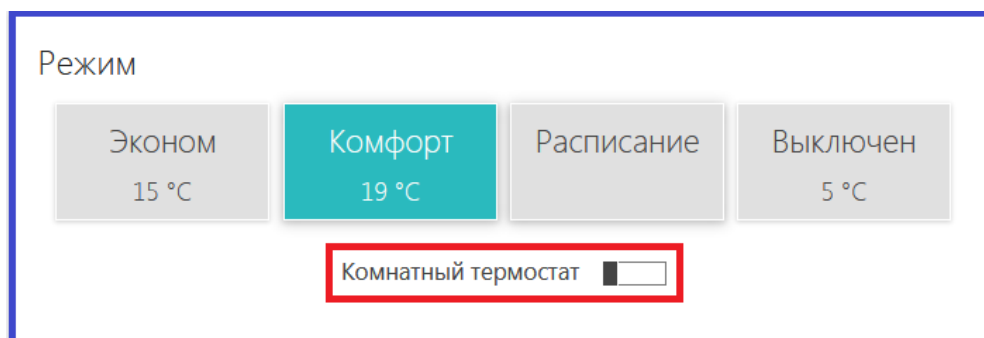 Режим
Эконом Комфорт Расписание Выключен
15 °C 19 °C 5 °C
Комнатный термостат